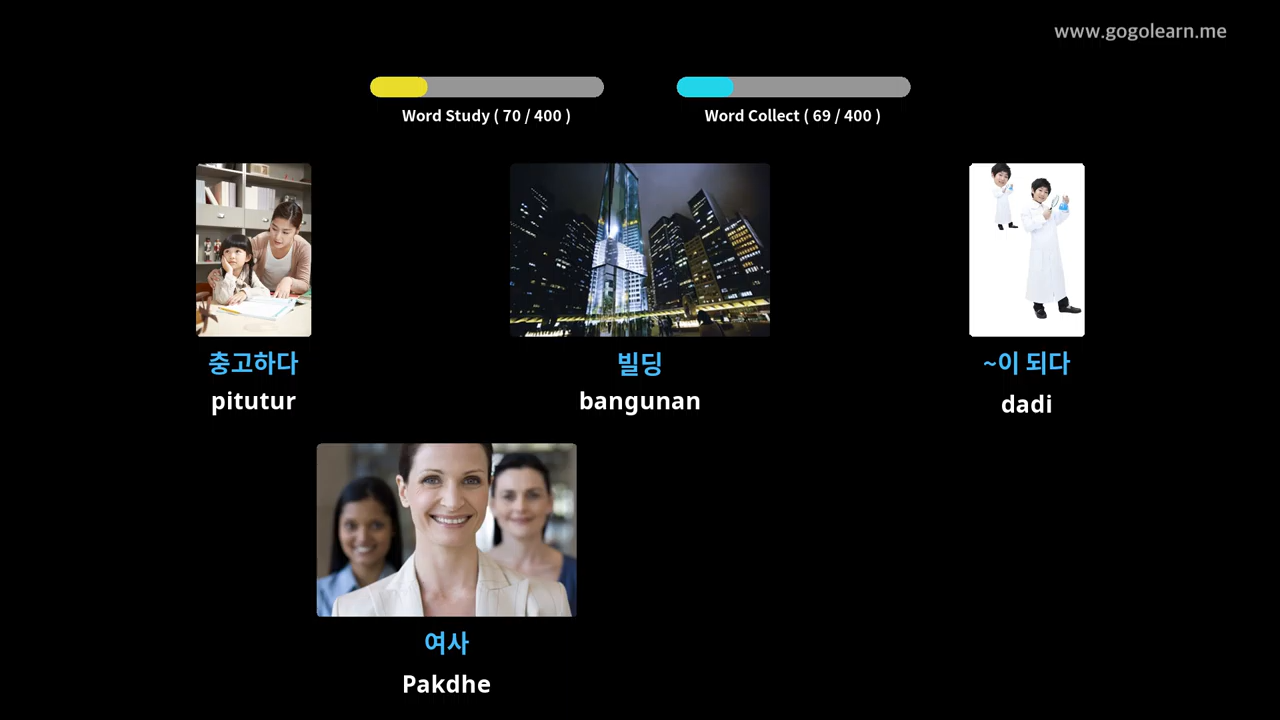 www.gogolearn.me
Word Study ( 70 / 400 )
Word Collect ( 69 / 400 )
충고하다
pitutur
빌딩
bangunan
~이 되다
dadi
여사
Pakdhe